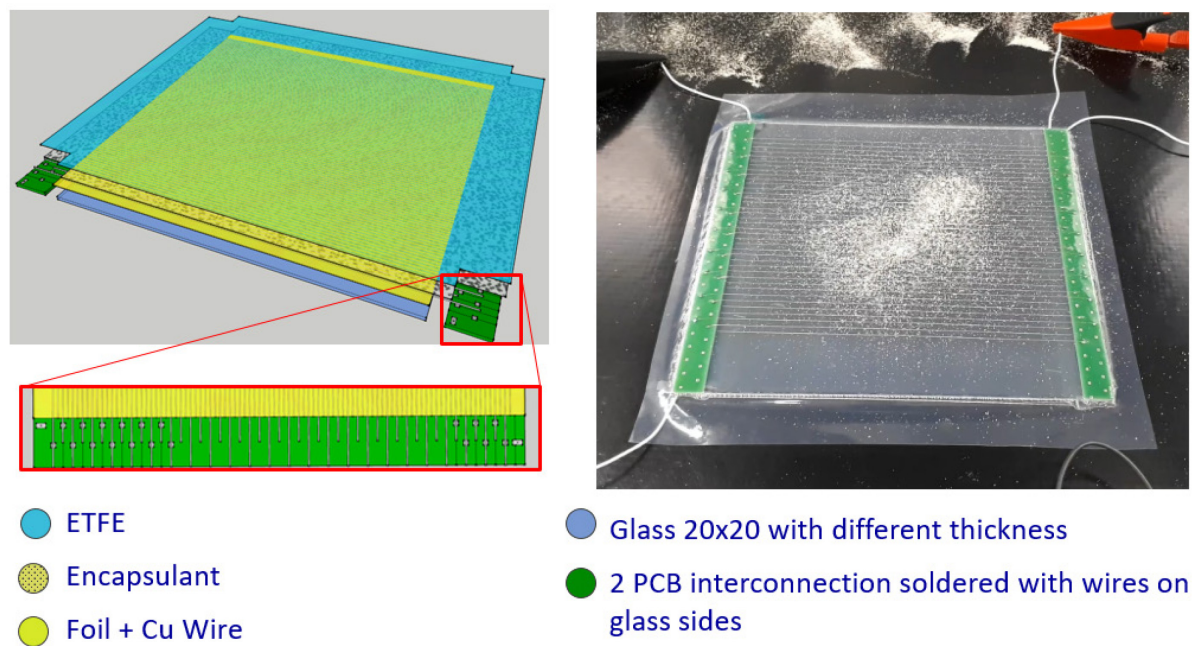 ETFE
Encapsulant
Foil + Cu Wire
Glass 20x20 with different thickness
2 PCB interconnection soldered with wires on
glass sides